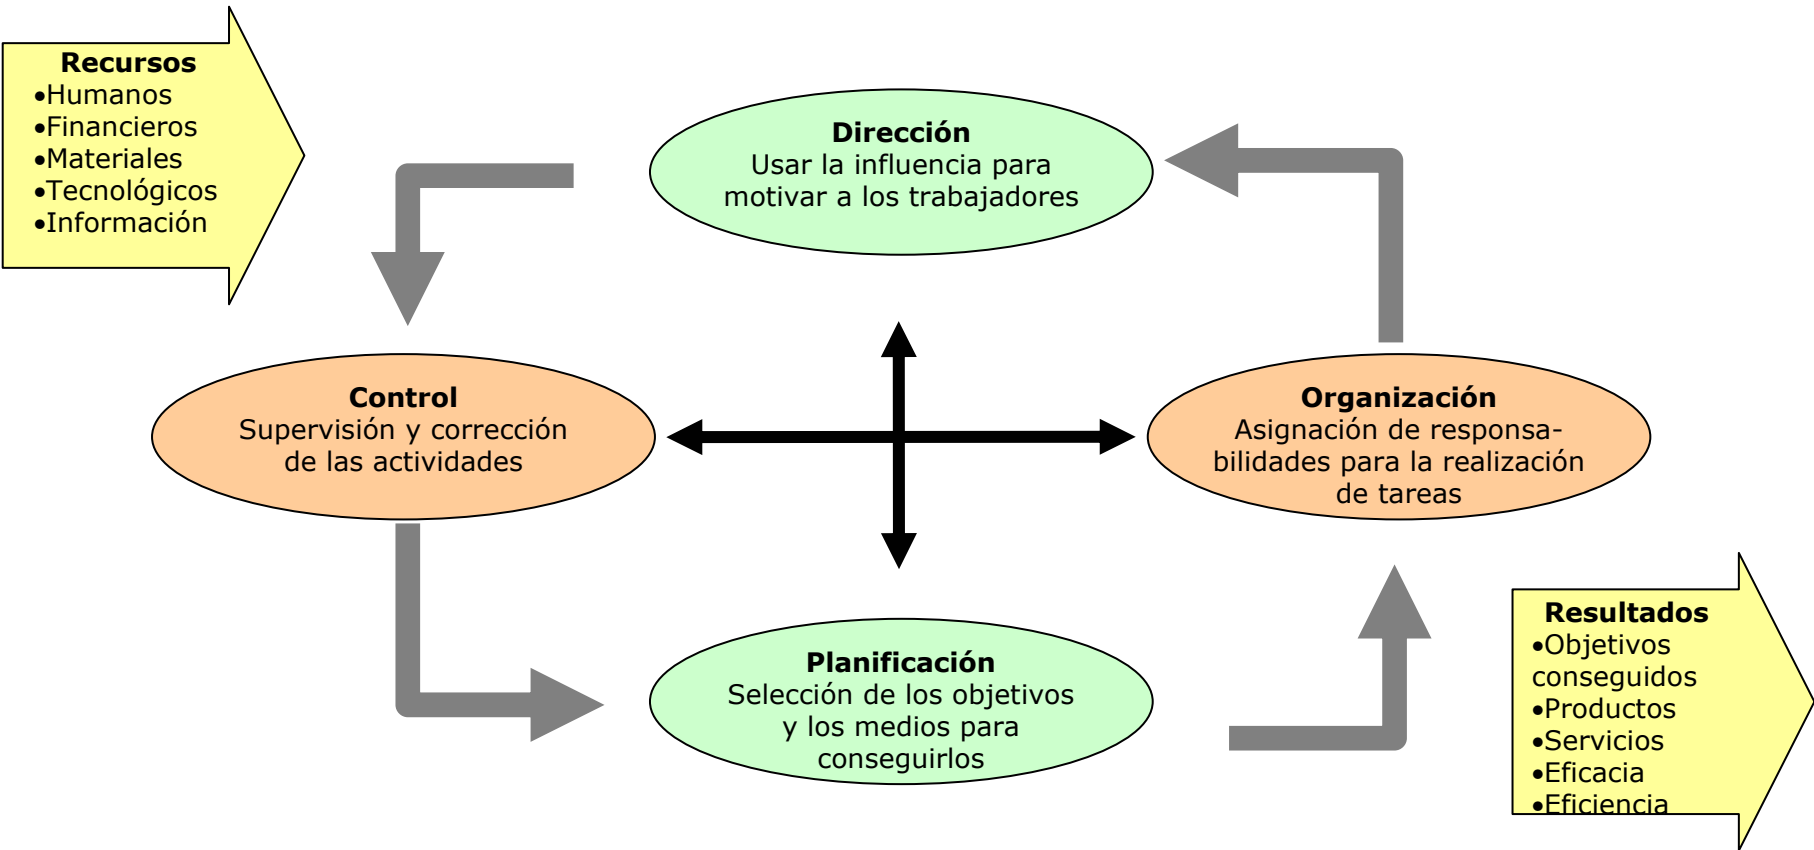 Recursos
•Humanos
•Financieros
•Materiales
•Tecnológicos
•Información
Dirección
Usar la influencia para
motivar a los trabajadores
Control
Supervisión y corrección
de las actividades
Organización
Asignación de responsa-
bilidades para la realización
de tareas
Planificación
Selección de los objetivos
y los medios para
conseguirlos
Resultados
•Objetivos
conseguidos
•Productos
•Servicios
•Eficacia
•Eficiencia